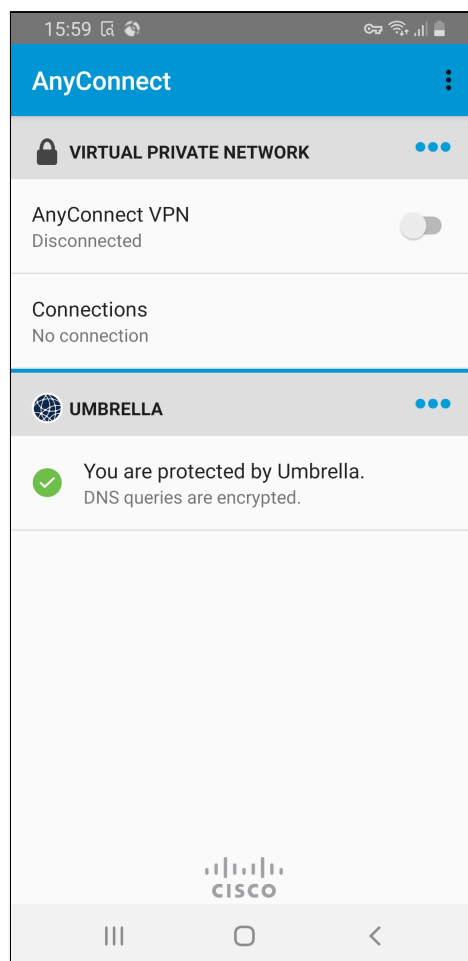 15:59
AnyConnect
VIRTUAL PRIVATE NETWORK
AnyConnect VPN
Disconnected
Connections
No connection
UMBRELLA
You are protected by Umbrella.
DNS queries are encrypted.
CISCO